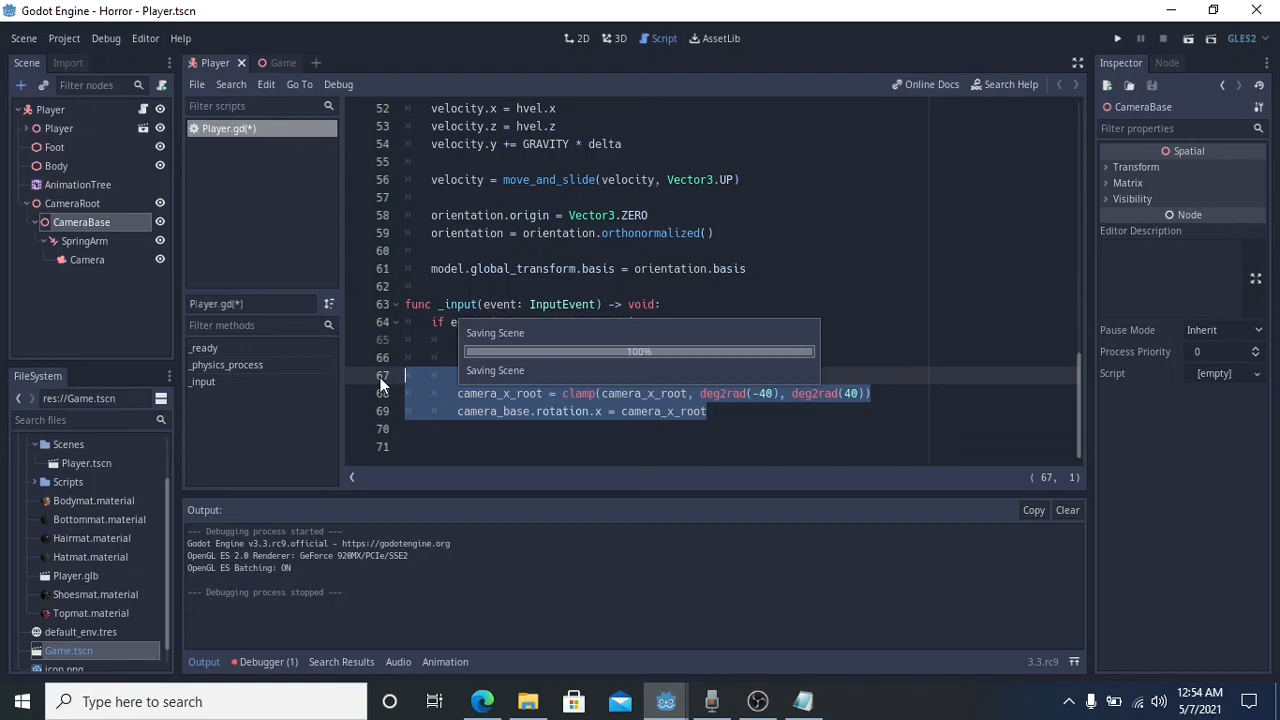 Godot Engine - Horror - Player.tscn
Scene Project Debug Editor Help
2D 3D Script AssetLib
GLES2
Scene Import
Filter nodes
Player
Player
Foot
Body
AnimationTree
CameraRoot
CameraBase
SpringArm
Camera
FileSystem
res://Game.tscn
Search files
Scenes
Player.tscn
Scripts
Bodymat.material
Bottommat.material
Hairmat.material
Hatmat.material
Player.glb
Shoesmat.material
Topmat.material
default_env.tres
Game.tscn
icon.png
Player Game
File Search Edit Go To Debug
Online Docs Search Help
Filter scripts
Player.gd(*)
Player.gd(*)
Filter methods
_ready
_physics_process
_input
52 velocity.x = hvel.x
53 velocity.z = hvel.z
54 velocity.y += GRAVITY * delta
55
56 velocity = move_and_slide(velocity, Vector3.UP)
57
58 orientation.origin = Vector3.ZERO
59 orientation = orientation.orthonormalized()
60
61 model.global_transform.basis = orientation.basis
62
63 func _input(event: InputEvent) -> void:
64 if
65
66
67
68 camera_x_root = clamp(camera_x_root, deg2rad(-40), deg2rad(40))
69 camera_base.rotation.x = camera_x_root
70
71
Saving Scene
100%
Saving Scene
( 67, 1)
Output:
Copy Clear
--- Debugging process started ---
Godot Engine v3.3.rc9.official - https://godotengine.org
OpenGL ES 2.0 Renderer: GeForce 920MX/PCIe/SSE2
OpenGL ES Batching: ON
--- Debugging process stopped ---
Output Debugger (1) Search Results Audio Animation
3.3.rc9
Inspector Node
CameraBase
Filter properties
Spatial
Transform
Matrix
Visibility
Node
Editor Description
Pause Mode Inherit
Process Priority 0
Script [empty]
Type here to search
12:54 AM
5/7/2021